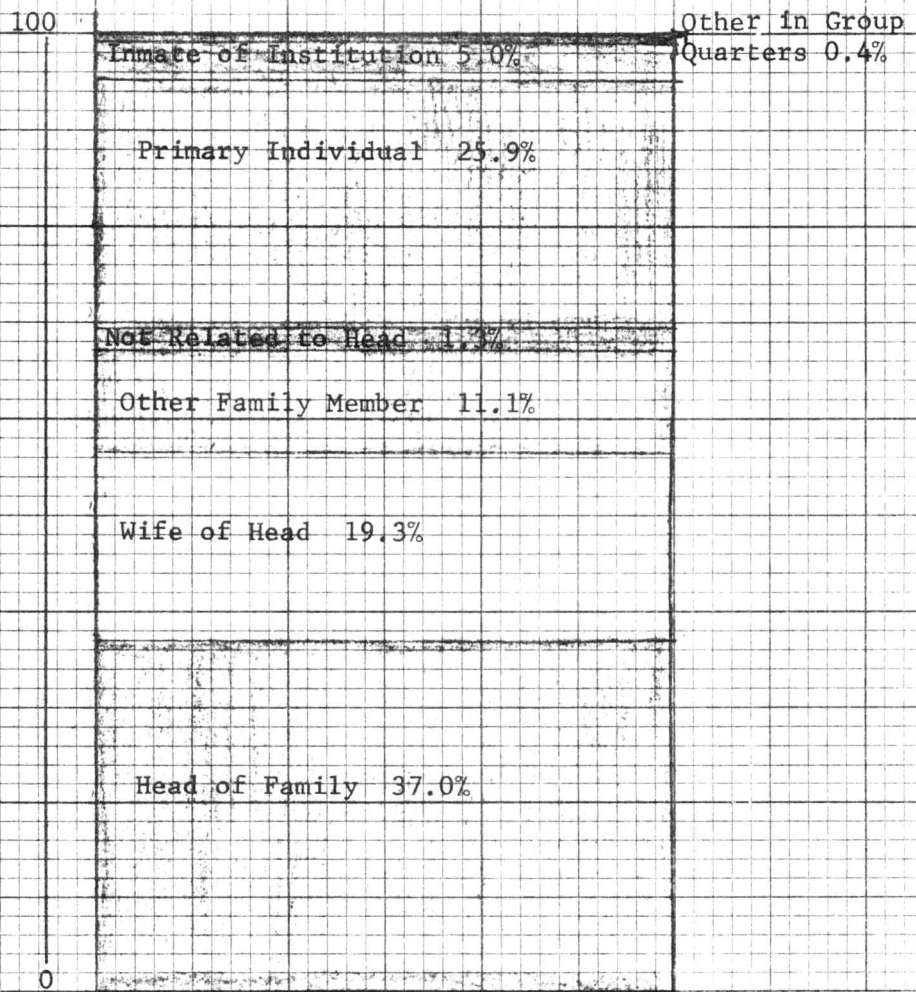 100
Other in Group
Quarters 0.4%
Inmate of Institution 5.0%
Primary Individual 25.9%
Not Related to Head 1.3%
Other Family Member 11.1%
Wife of Head 19.3%
Head of Family 37.0%
0